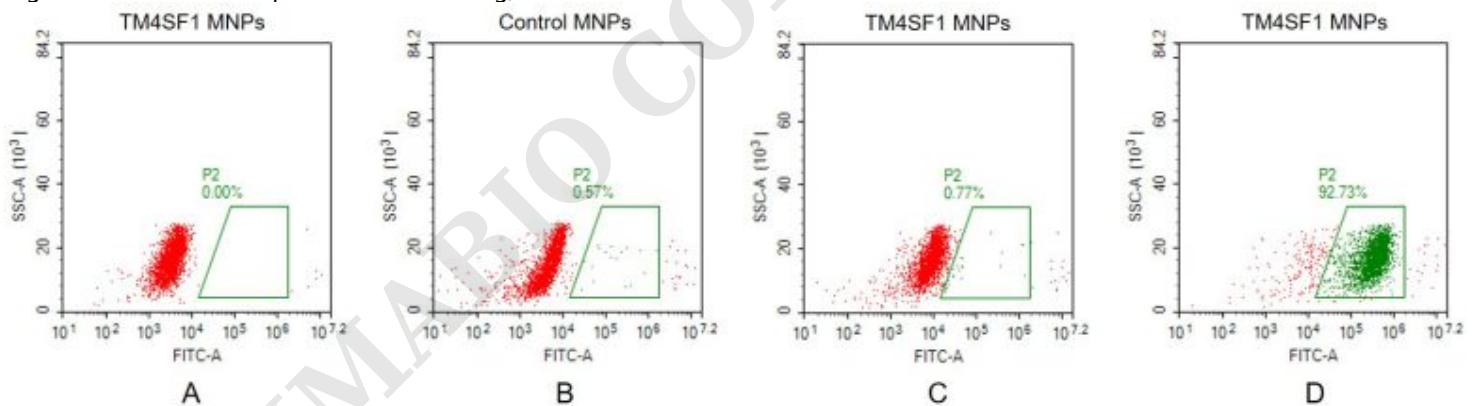 TM4SF1 MNPs
84.2
60
40
20
0
SSC-A [10³]
P2
0.00%
10¹ 10² 10³ 10⁴ 10⁵ 10⁶ 10⁷·²
FITC-A
A
Control MNPs
84.2
60
40
20
0
SSC-A [10³]
P2
0.57%
10¹ 10² 10³ 10⁴ 10⁵ 10⁶ 10⁷·²
FITC-A
B
TM4SF1 MNPs
84.2
60
40
20
0
SSC-A [10³]
P2
0.77%
10¹ 10² 10³ 10⁴ 10⁵ 10⁶ 10⁷·²
FITC-A
C
TM4SF1 MNPs
84.2
60
40
20
0
SSC-A [10³]
P2
92.73%
10¹ 10² 10³ 10⁴ 10⁵ 10⁶ 10⁷·²
FITC-A
D